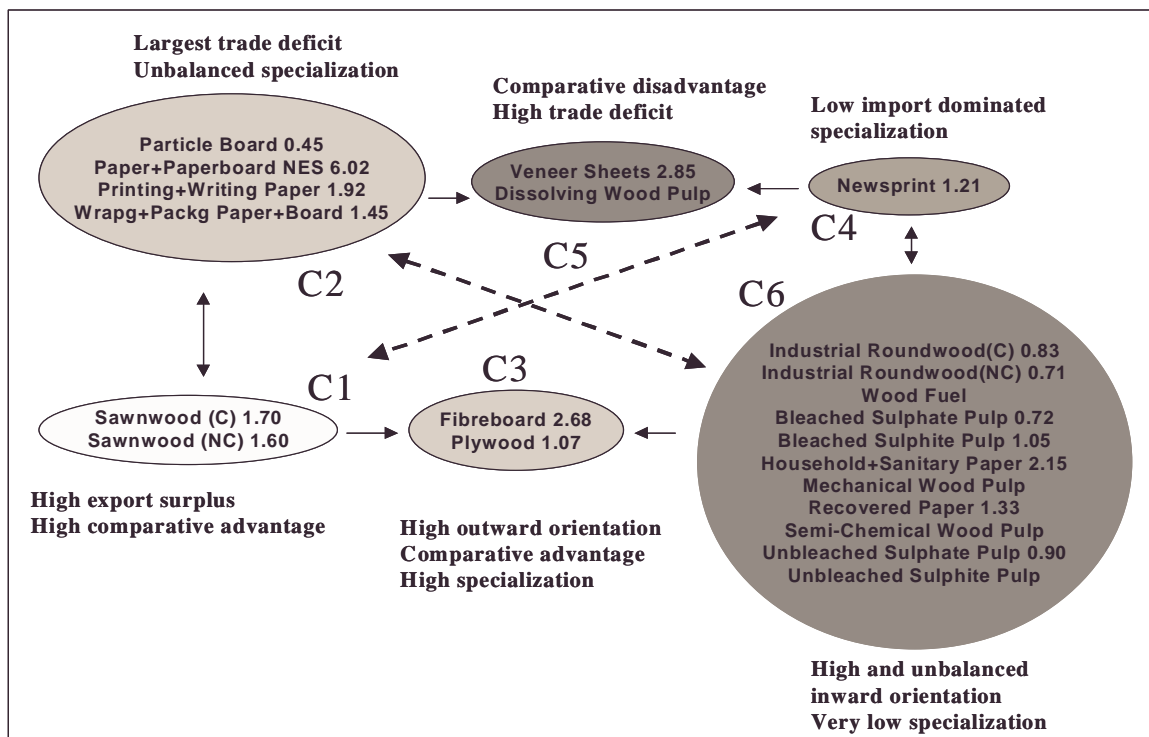 Largest trade deficit
Unbalanced specialization
Particle Board 0.45
Paper+Paperboard NES 6.02
Printing+Writing Paper 1.92
Wrapg+Packg Paper+Board 1.45
C2
Comparative disadvantage
High trade deficit
Veneer Sheets 2.85
Dissolving Wood Pulp
C5
Low import dominated
specialization
Newsprint 1.21
C4
C1
Sawnwood (C) 1.70
Sawnwood (NC) 1.60
High export surplus
High comparative advantage
C3
Fibreboard 2.68
Plywood 1.07
High outward orientation
Comparative advantage
High specialization
C6
Industrial Roundwood(C) 0.83
Industrial Roundwood(NC) 0.71
Wood Fuel
Bleached Sulphate Pulp 0.72
Bleached Sulphite Pulp 1.05
Household+Sanitary Paper 2.15
Mechanical Wood Pulp
Recovered Paper 1.33
Semi-Chemical Wood Pulp
Unbleached Sulphate Pulp 0.90
Unbleached Sulphite Pulp
High and unbalanced
inward orientation
Very low specialization